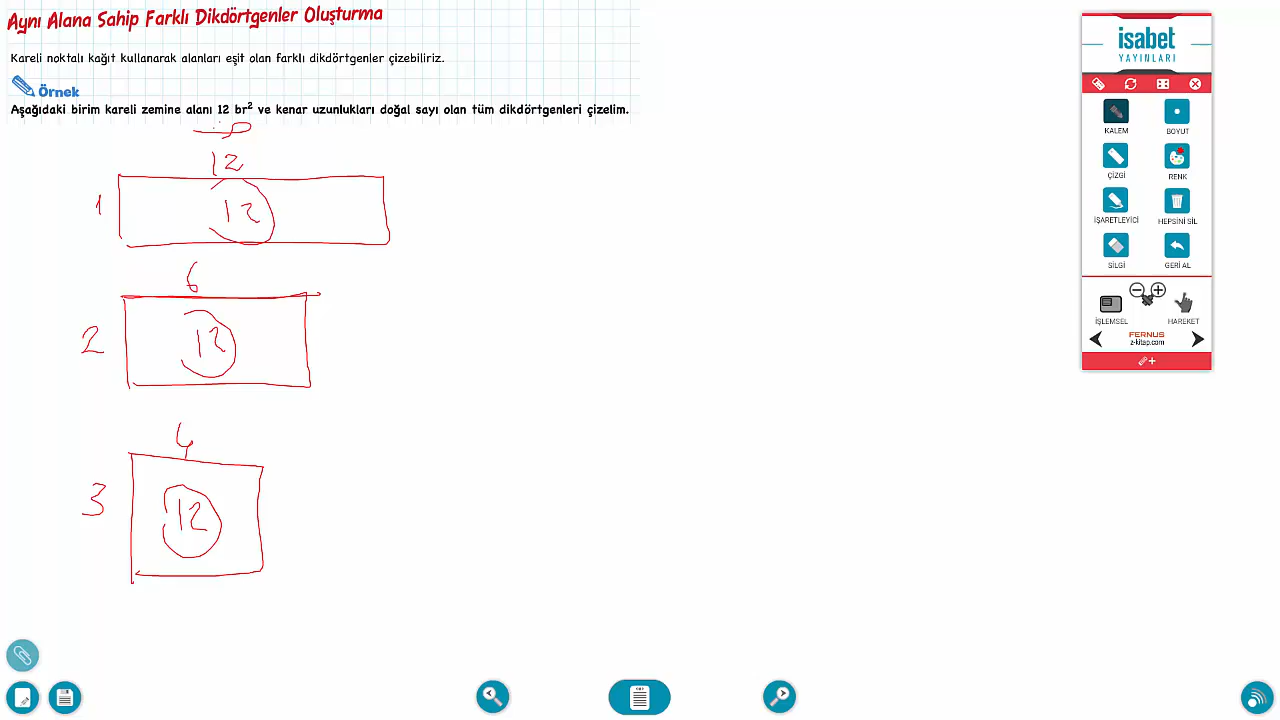 Aynı Alana Sahip Farklı Dikdörtgenler Oluşturma
Kareli noktalı kağıt kullanarak alanları eşit olan farklı dikdörtgenler çizebiliriz.
Örnek
Aşağıdaki birim kareli zemine alanı 12 br² ve kenar uzunlukları doğal sayı olan tüm dikdörtgenleri çizelim.
12
1
12
6
2
12
4
3
12
isabet
YAYINLARI
KALEM
BOYUT
ÇİZGİ
RENK
İŞARETLEYİCİ
HEPSİNİ SİL
SİLGİ
GERİ AL
İŞLEMSEL
HAREKET
FERNUS
z-kitap.com